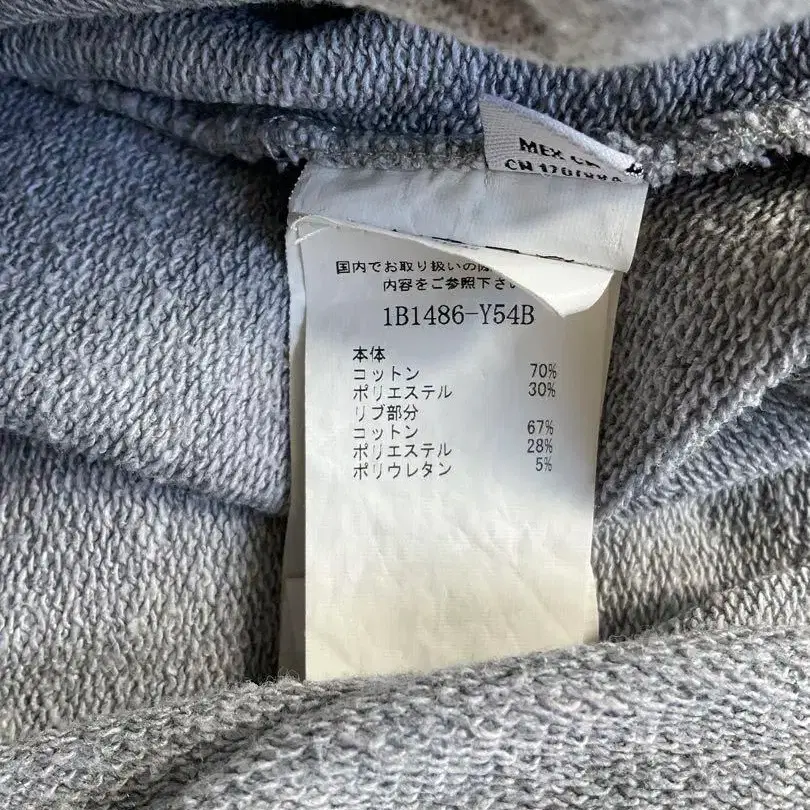 MEX
CN 170/
国内でお取り扱いの際
内容をご参照下さい
1B1486-Y54B
本体
コットン 70%
ポリエステル 30%
リブ部分
コットン 67%
ポリエステル 28%
ポリウレタン 5%